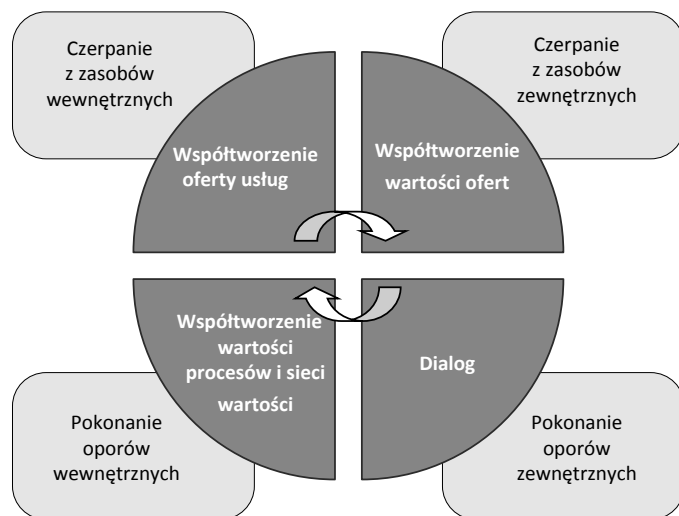 Czerpanie
z zasobów
wewnętrznych
Czerpanie
z zasobów
zewnętrznych
Współtworzenie
oferty usług
Współtworzenie
wartości ofert
Współtworzenie
wartości
procesów i sieci
wartości
Dialog
Pokonanie
oporów
wewnętrznych
Pokonanie
oporów
zewnętrznych